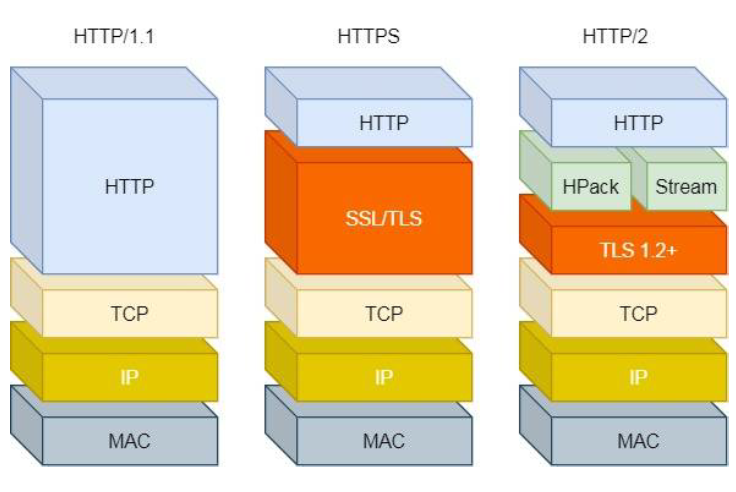 HTTP/1.1
HTTP
TCP
IP
MAC
HTTPS
HTTP
SSL/TLS
TCP
IP
MAC
HTTP/2
HTTP
HPack Stream
TLS 1.2+
TCP
IP
MAC